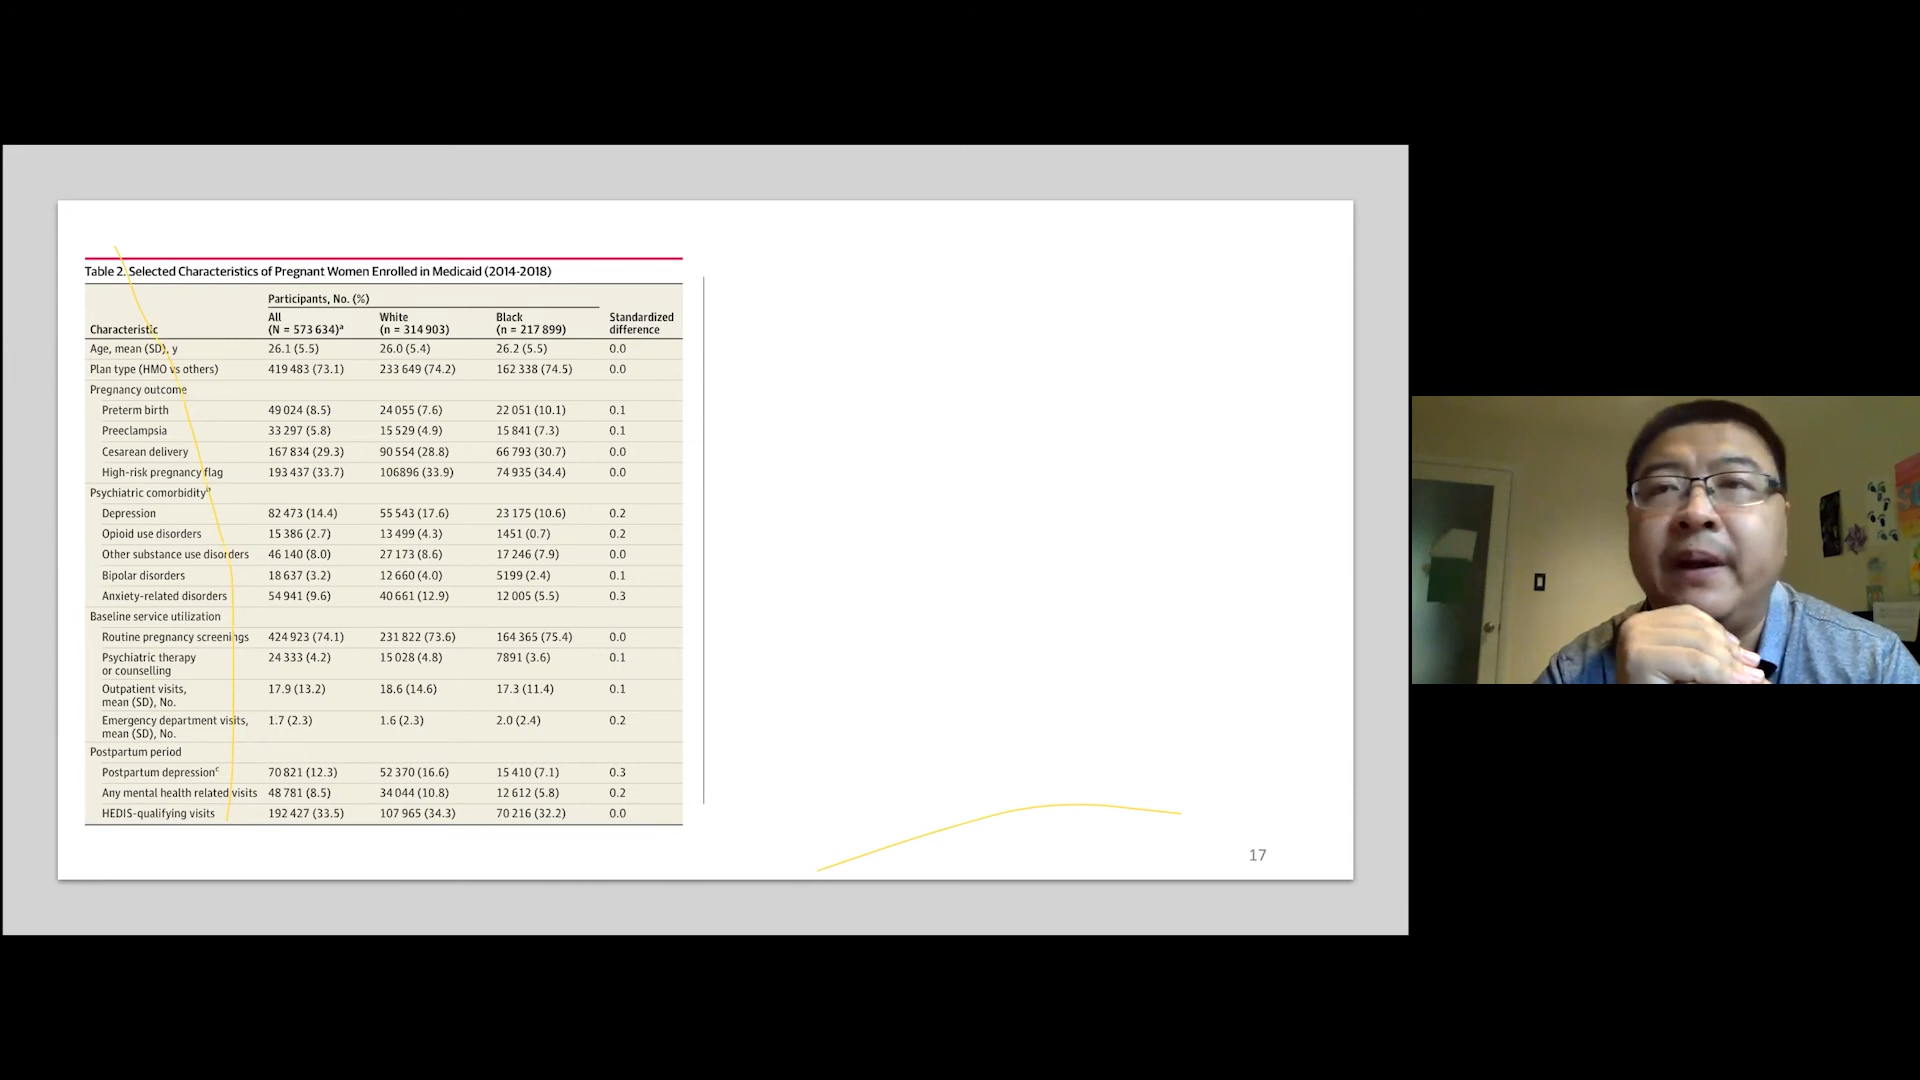 Table 2. Selected Characteristics of Pregnant Women Enrolled in Medicaid (2014-2018)
Participants, No. (%)
Characteristic All (N = 573 634)a White (n = 314 903) Black (n = 217 899) Standardized difference
Age, mean (SD), y 26.1 (5.5) 26.0 (5.4) 26.2 (5.5) 0.0
Plan type (HMO vs others) 419 483 (73.1) 233 649 (74.2) 162 338 (74.5) 0.0
Pregnancy outcome
Preterm birth 49 024 (8.5) 24 055 (7.6) 22 051 (10.1) 0.1
Preeclampsia 33 297 (5.8) 15 529 (4.9) 15 841 (7.3) 0.1
Cesarean delivery 167 834 (29.3) 90 554 (28.8) 66 793 (30.7) 0.0
High-risk pregnancy flag 193 437 (33.7) 106896 (33.9) 74 935 (34.4) 0.0
Psychiatric comorbidityb
Depression 82 473 (14.4) 55 543 (17.6) 23 175 (10.6) 0.2
Opioid use disorders 15 386 (2.7) 13 499 (4.3) 1451 (0.7) 0.2
Other substance use disorders 46 140 (8.0) 27 173 (8.6) 17 246 (7.9) 0.0
Bipolar disorders 18 637 (3.2) 12 660 (4.0) 5199 (2.4) 0.1
Anxiety-related disorders 54 941 (9.6) 40 661 (12.9) 12 005 (5.5) 0.3
Baseline service utilization
Routine pregnancy screenings 424 923 (74.1) 231 822 (73.6) 164 365 (75.4) 0.0
Psychiatric therapy or counselling 24 333 (4.2) 15 028 (4.8) 7891 (3.6) 0.1
Outpatient visits, mean (SD), No. 17.9 (13.2) 18.6 (14.6) 17.3 (11.4) 0.1
Emergency department visits, mean (SD), No. 1.7 (2.3) 1.6 (2.3) 2.0 (2.4) 0.2
Postpartum period
Postpartum depressionc 70 821 (12.3) 52 370 (16.6) 15 410 (7.1) 0.3
Any mental health related visits 48 781 (8.5) 34 044 (10.8) 12 612 (5.8) 0.2
HEDIS-qualifying visits 192 427 (33.5) 107 965 (34.3) 70 216 (32.2) 0.0
17